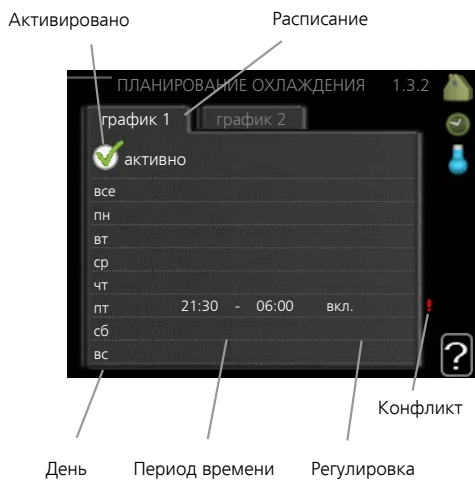 Активировано Расписание
ПЛАНИРОВАНИЕ ОХЛАЖДЕНИЯ 1.3.2
график 1 график 2
активно
все
пн
вт
ср
чт
пт 21:30 - 06:00 вкл. !
сб
вс
?
Конфликт
День Период времени Регулировка